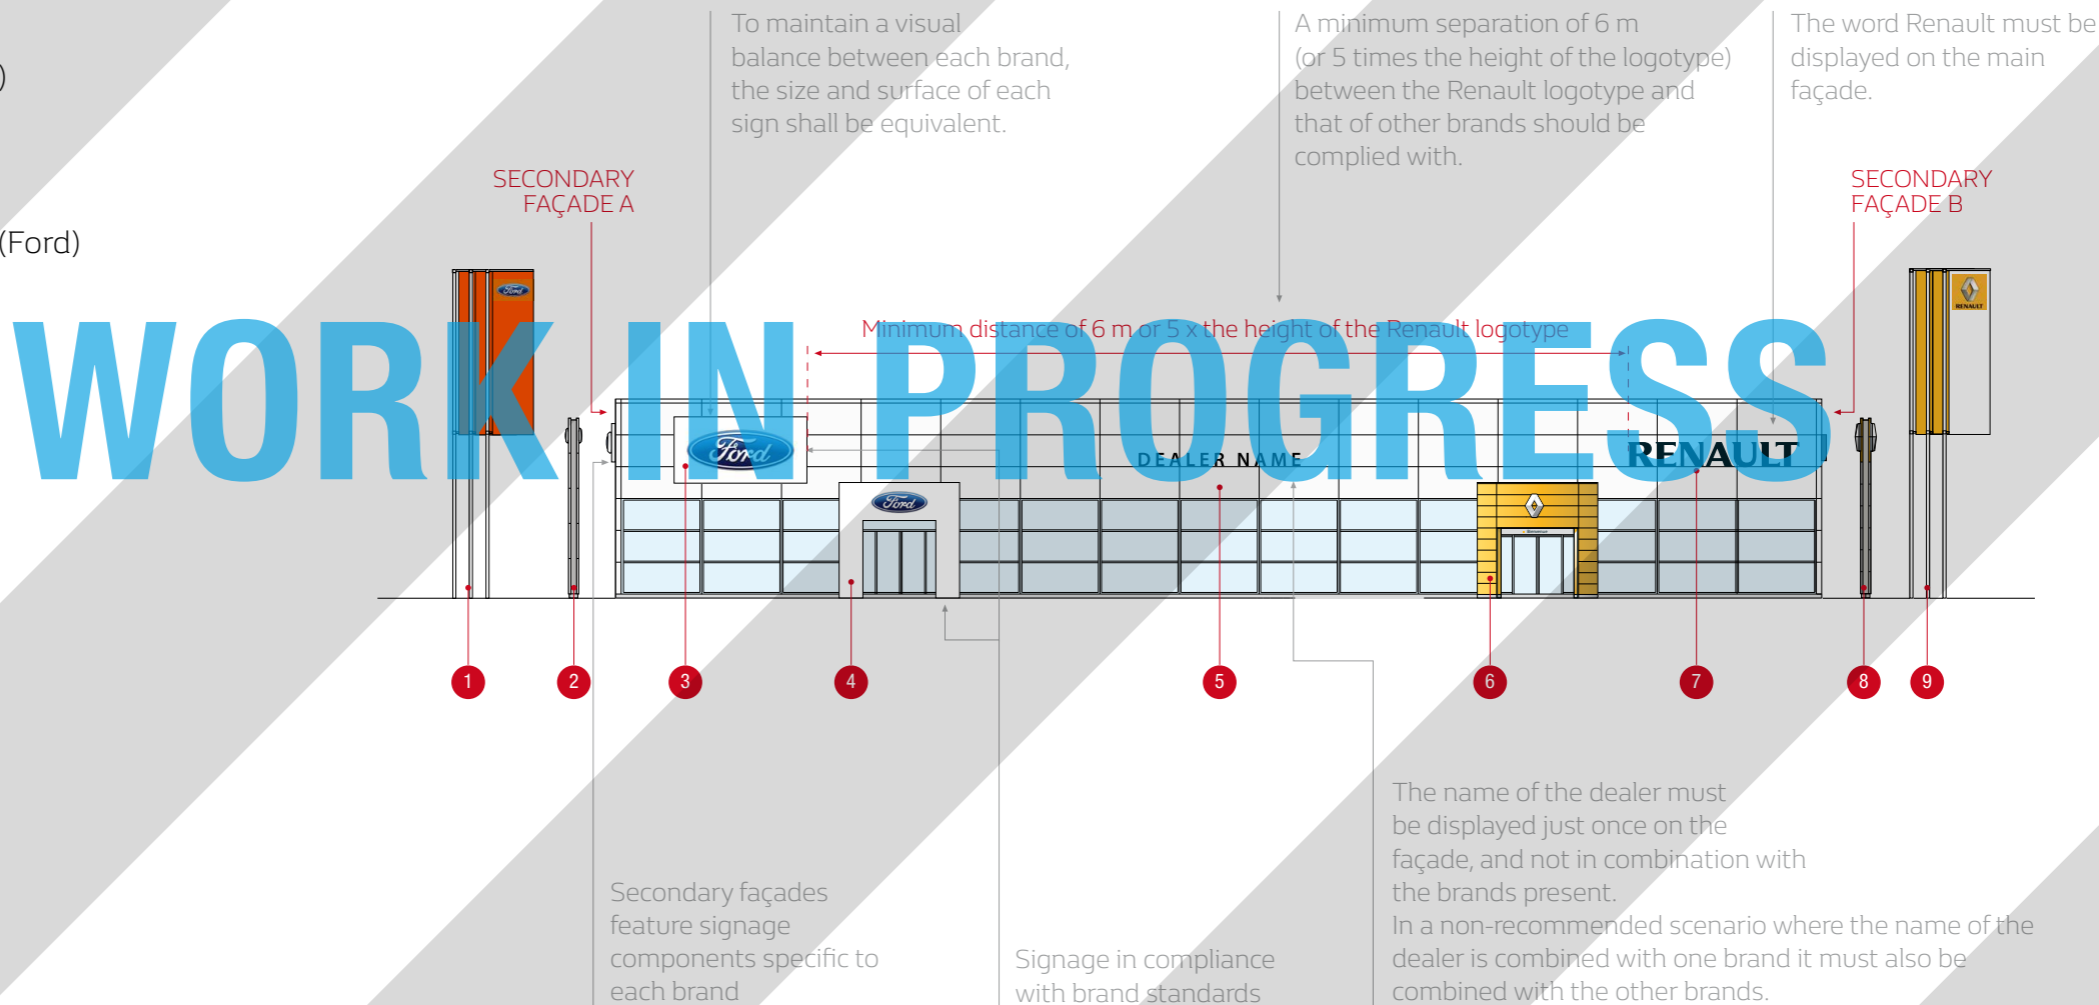 To maintain a visual
balance between each brand,
the size and surface of each
sign shall be equivalent.
A minimum separation of 6 m
(or 5 times the height of the logotype)
between the Renault logotype and
that of other brands should be
complied with.
The word Renault must be
displayed on the main
façade.
)
(Ford)
SECONDARY
FAÇADE A
SECONDARY
FAÇADE B
Ford
RENAULT
Minimum distance of 6 m or 5 x the height of the Renault logotype
WORK IN PROGRESS
Ford
DEALER NAME
RENAULT
Ford
1
2
3
4
5
6
7
8
9
Secondary façades
feature signage
components specific to
each brand
Signage in compliance
with brand standards
The name of the dealer must
be displayed just once on the
façade, and not in combination with
the brands present.
In a non-recommended scenario where the name of the
dealer is combined with one brand it must also be
combined with the other brands.